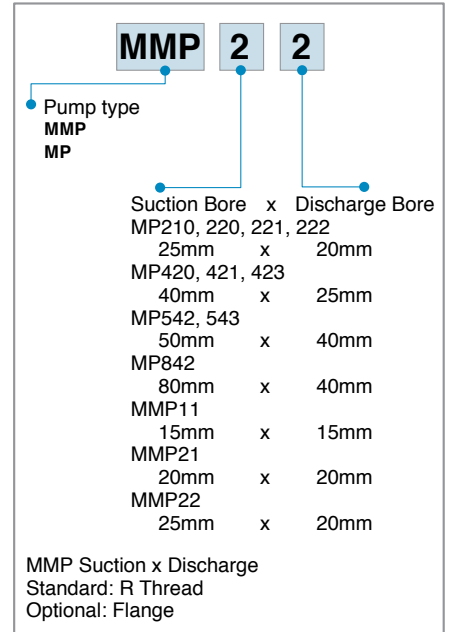 MMP 2 2
Pump type
MMP
MP
Suction Bore x Discharge Bore
MP210, 220, 221, 222
25mm x 20mm
MP420, 421, 423
40mm x 25mm
MP542, 543
50mm x 40mm
MP842
80mm x 40mm
MMP11
15mm x 15mm
MMP21
20mm x 20mm
MMP22
25mm x 20mm
MMP Suction x Discharge
Standard: R Thread
Optional: Flange